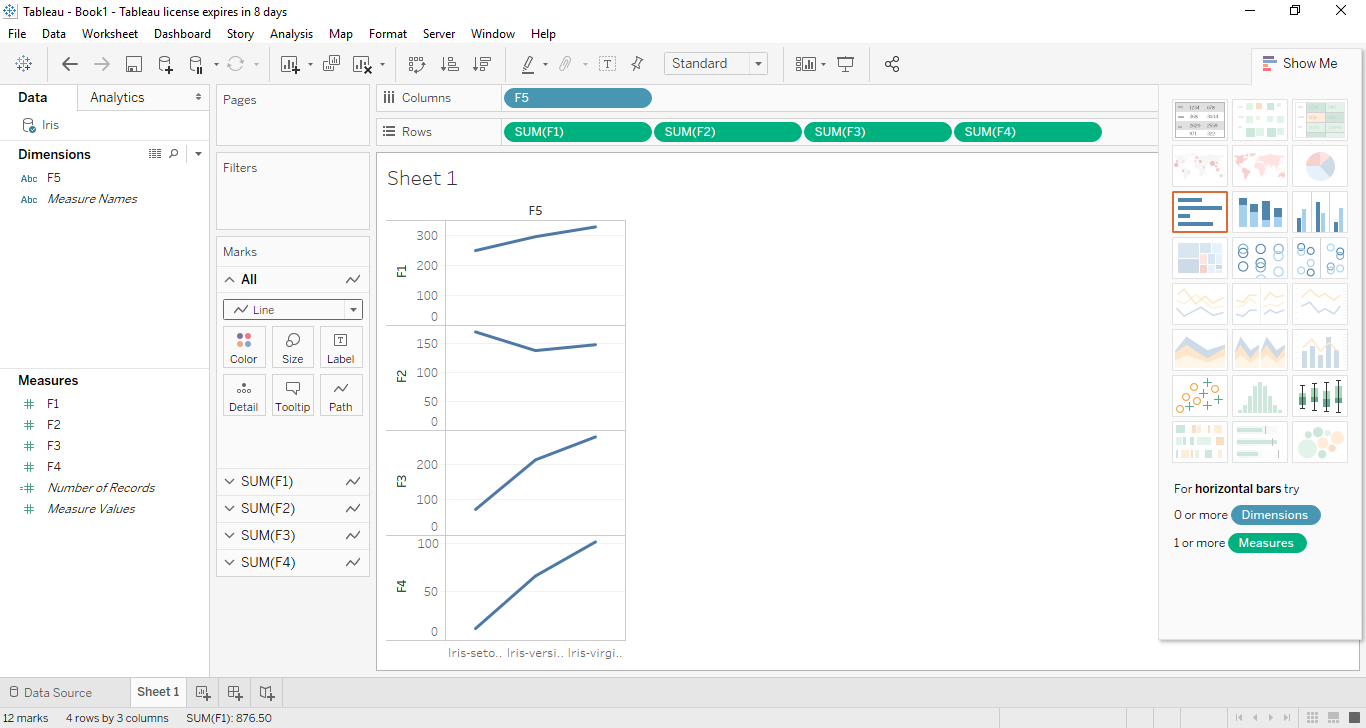 Tableau - Book1 - Tableau license expires in 8 days
File Data Worksheet Dashboard Story Analysis Map Format Server Window Help
Standard
Show Me
Data Analytics
Iris
Dimensions
Abc F5
Abc Measure Names
Measures
# F1
# F2
# F3
# F4
=# Number of Records
# Measure Values
Pages
Filters
Marks
All
Line
Color Size Label
Detail Tooltip Path
SUM(F1)
SUM(F2)
SUM(F3)
SUM(F4)
Columns F5
Rows SUM(F1) SUM(F2) SUM(F3) SUM(F4)
Sheet 1
F5
F1
300
200
100
0
F2
150
100
50
0
F3
200
100
0
F4
100
50
0
Iris-seto.. Iris-versi.. Iris-virgi..
For horizontal bars try
0 or more Dimensions
1 or more Measures
Data Source Sheet 1
12 marks 4 rows by 3 columns SUM(F1): 876.50